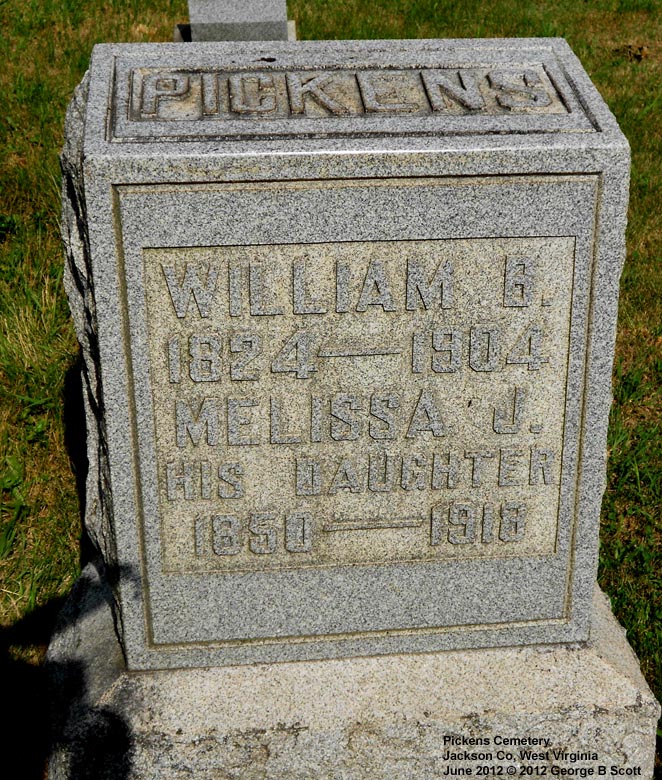 PICKENS
WILLIAM B.
1824 — 1904
MELISSA J.
HIS DAUGHTER
1850 — 1918
Pickens Cemetery,
Jackson Co, West Virginia
June 2012 © 2012 George B Scott